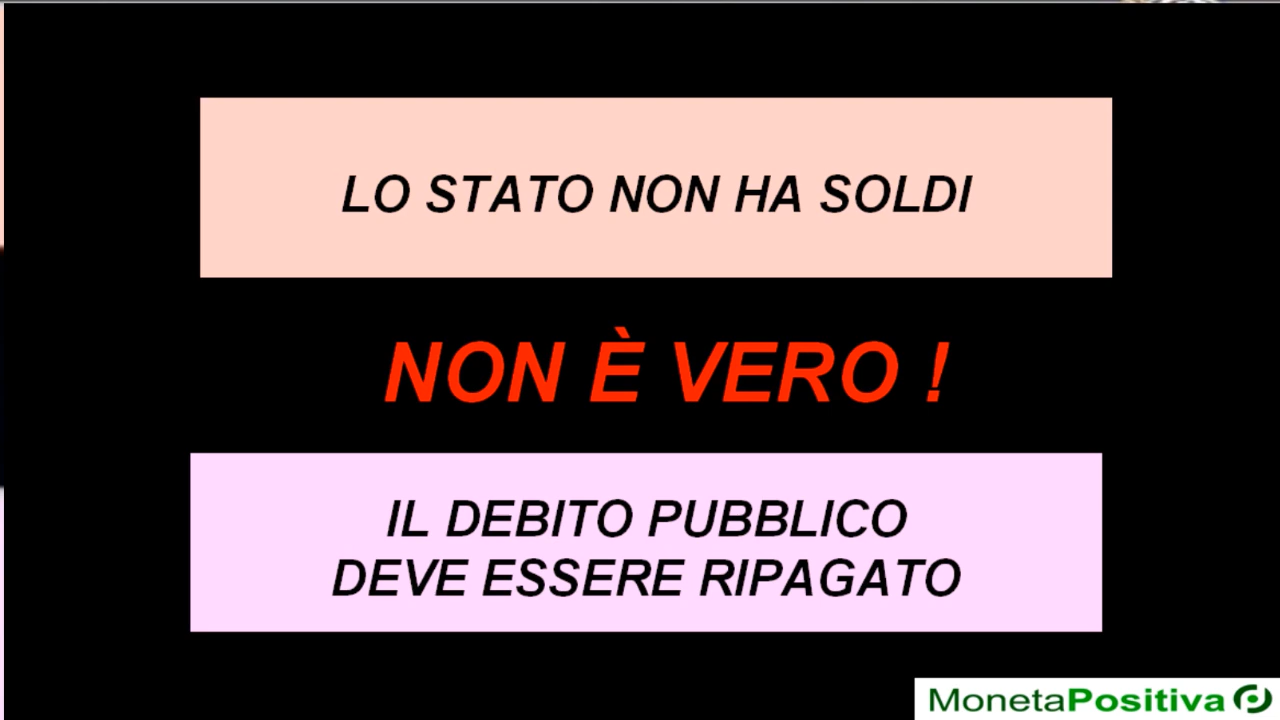 LO STATO NON HA SOLDI
NON È VERO !
IL DEBITO PUBBLICO
DEVE ESSERE RIPAGATO
MonetaPositiva